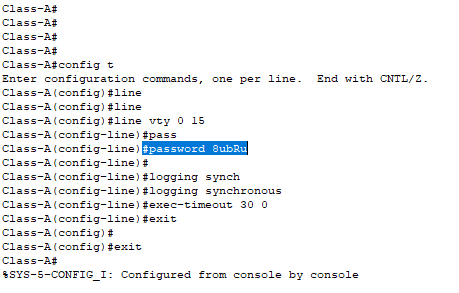 Class-A#
Class-A#
Class-A#
Class-A#
Class-A#config t
Enter configuration commands, one per line.  End with CNTL/Z.
Class-A(config)#line
Class-A(config)#line
Class-A(config)#line vty 0 15
Class-A(config-line)#pass
Class-A(config-line)#password 8ubRu
Class-A(config-line)#
Class-A(config-line)#logging synch
Class-A(config-line)#logging synchronous
Class-A(config-line)#exec-timeout 30 0
Class-A(config-line)#exit
Class-A(config)#
Class-A(config)#exit
Class-A#
%SYS-5-CONFIG_I: Configured from console by console